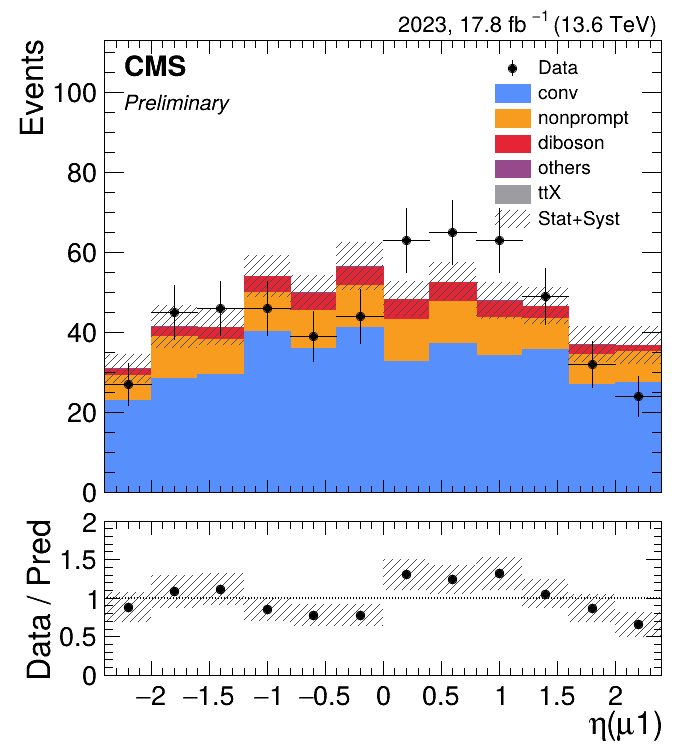 2023, 17.8 fb⁻¹ (13.6 TeV)
CMS
Preliminary
Events
100
80
60
40
20
0
Data
conv
nonprompt
diboson
others
ttX
Stat+Syst
Data / Pred
2
1.5
1
0.5
0
−2 −1.5 −1 −0.5 0 0.5 1 1.5 2
η(μ1)